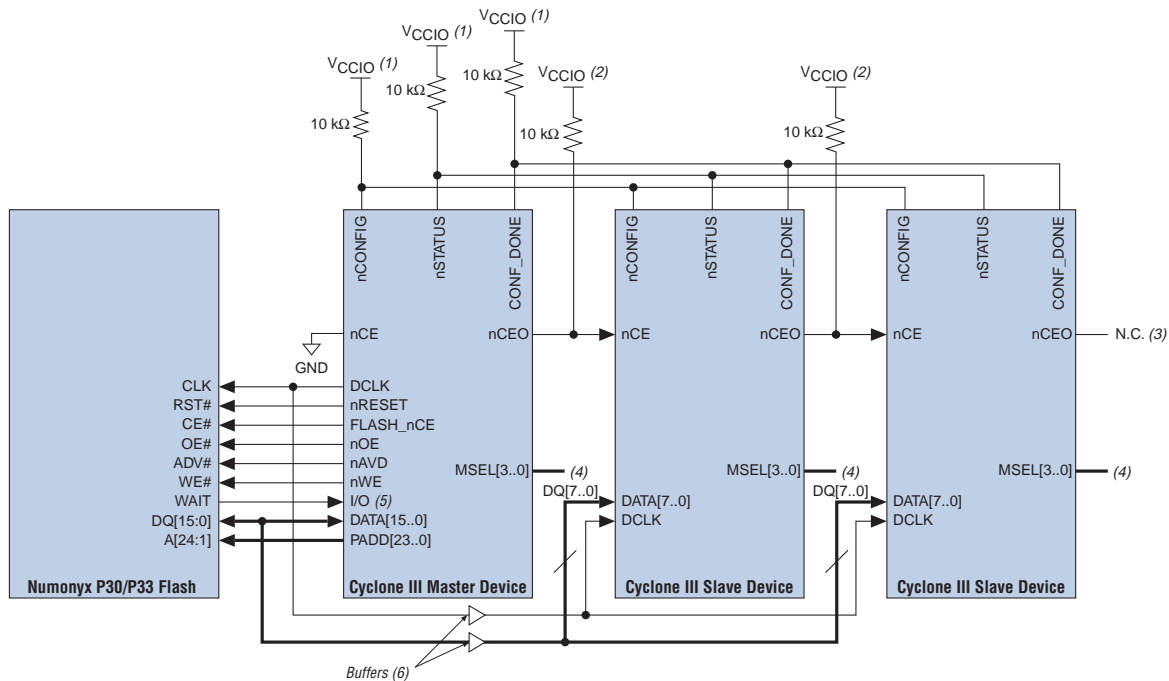 VCCIO (1)
VCCIO (1)
VCCIO (1)
VCCIO (2)
VCCIO (2)
10 kΩ
10 kΩ
10 kΩ
10 kΩ
10 kΩ
nCONFIG
nSTATUS
CONF_DONE
nCONFIG
nSTATUS
CONF_DONE
nCONFIG
nSTATUS
CONF_DONE
nCE
nCEO
nCE
nCEO
nCE
nCEO
N.C. (3)
GND
CLK
DCLK
RST#
nRESET
CE#
FLASH_nCE
OE#
nOE
ADV#
nAVD
WE#
nWE
WAIT
I/O (5)
DQ[15:0]
DATA[15..0]
A[24:1]
PADD[23..0]
MSEL[3..0]
(4)
MSEL[3..0]
(4)
MSEL[3..0]
(4)
DQ[7..0]
DATA[7..0]
DCLK
DQ[7..0]
DATA[7..0]
DCLK
Numonyx P30/P33 Flash
Cyclone III Master Device
Cyclone III Slave Device
Cyclone III Slave Device
Buffers (6)